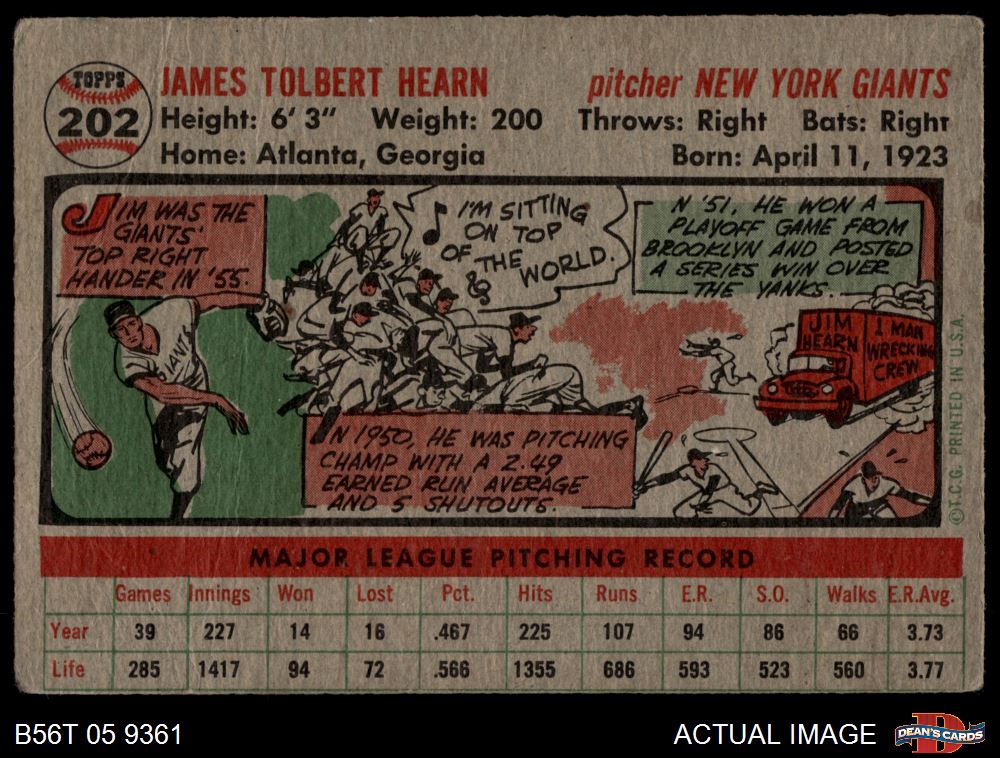 TOPPS
202
JAMES TOLBERT HEARN pitcher NEW YORK GIANTS
Height: 6' 3" Weight: 200 Throws: Right Bats: Right
Home: Atlanta, Georgia Born: April 11, 1923
JIM WAS THE
GIANTS'
TOP RIGHT
HANDER IN '55.
I'M SITTING
ON TOP
OF THE WORLD.
IN '51, HE WON A
PLAYOFF GAME FROM
BROOKLYN AND POSTED
A SERIES WIN OVER
THE YANKS.
GIANTS
JIM
HEARN
1 MAN
WRECKING
CREW
IN 1950, HE WAS PITCHING
CHAMP WITH A 2.49
EARNED RUN AVERAGE
AND 5 SHUTOUTS.
©T.C.G. PRINTED IN U.S.A.
MAJOR LEAGUE PITCHING RECORD
Games Innings Won Lost Pct. Hits Runs E.R. S.O. Walks E.R.Avg.
Year 39 227 14 16 .467 225 107 94 86 66 3.73
Life 285 1417 94 72 .566 1355 686 593 523 560 3.77
B56T 05 9361 ACTUAL IMAGE
DEAN'S CARDS